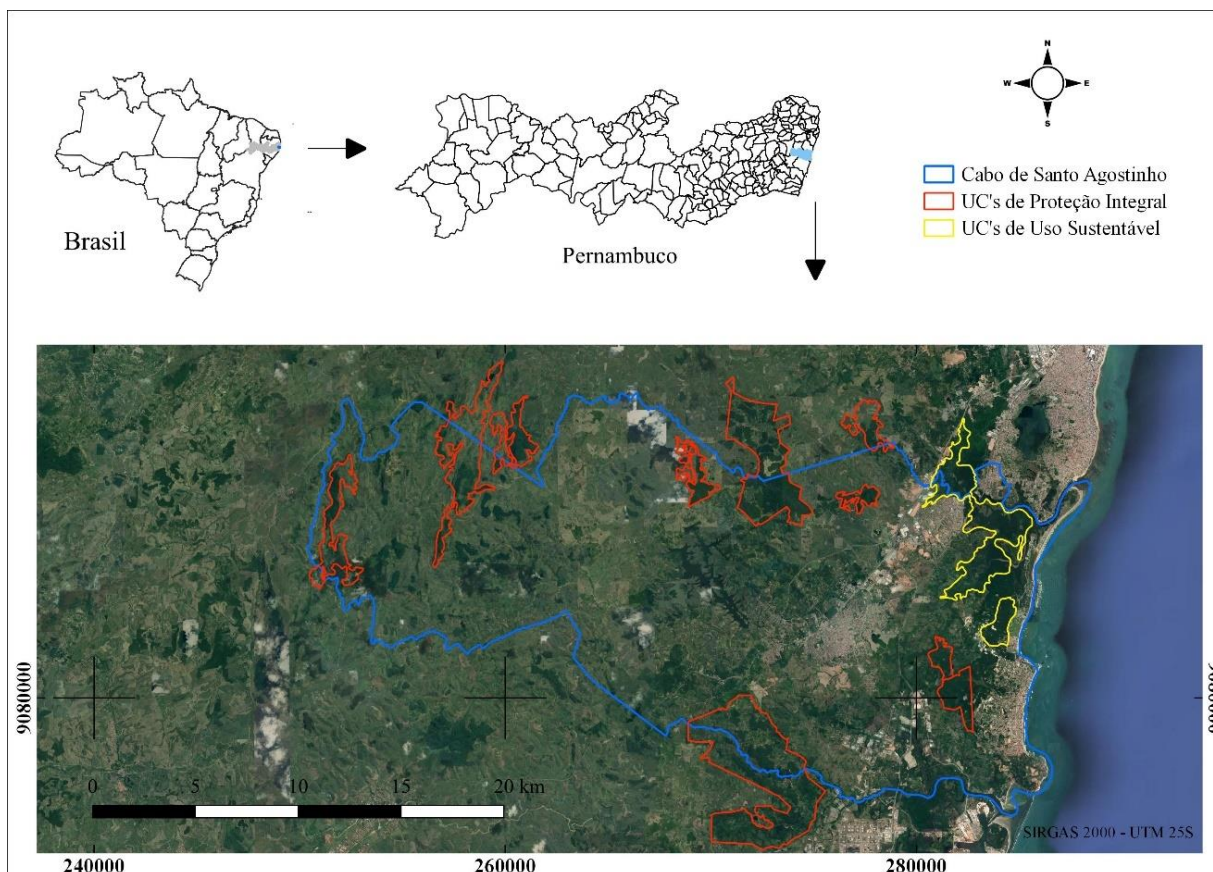 N
W
E
S
Brasil
Pernambuco
Cabo de Santo Agostinho
UC's de Proteção Integral
UC's de Uso Sustentável
9080000
9080000
0
5
10
15
20 km
SIRGAS 2000 - UTM 25S
240000
260000
280000